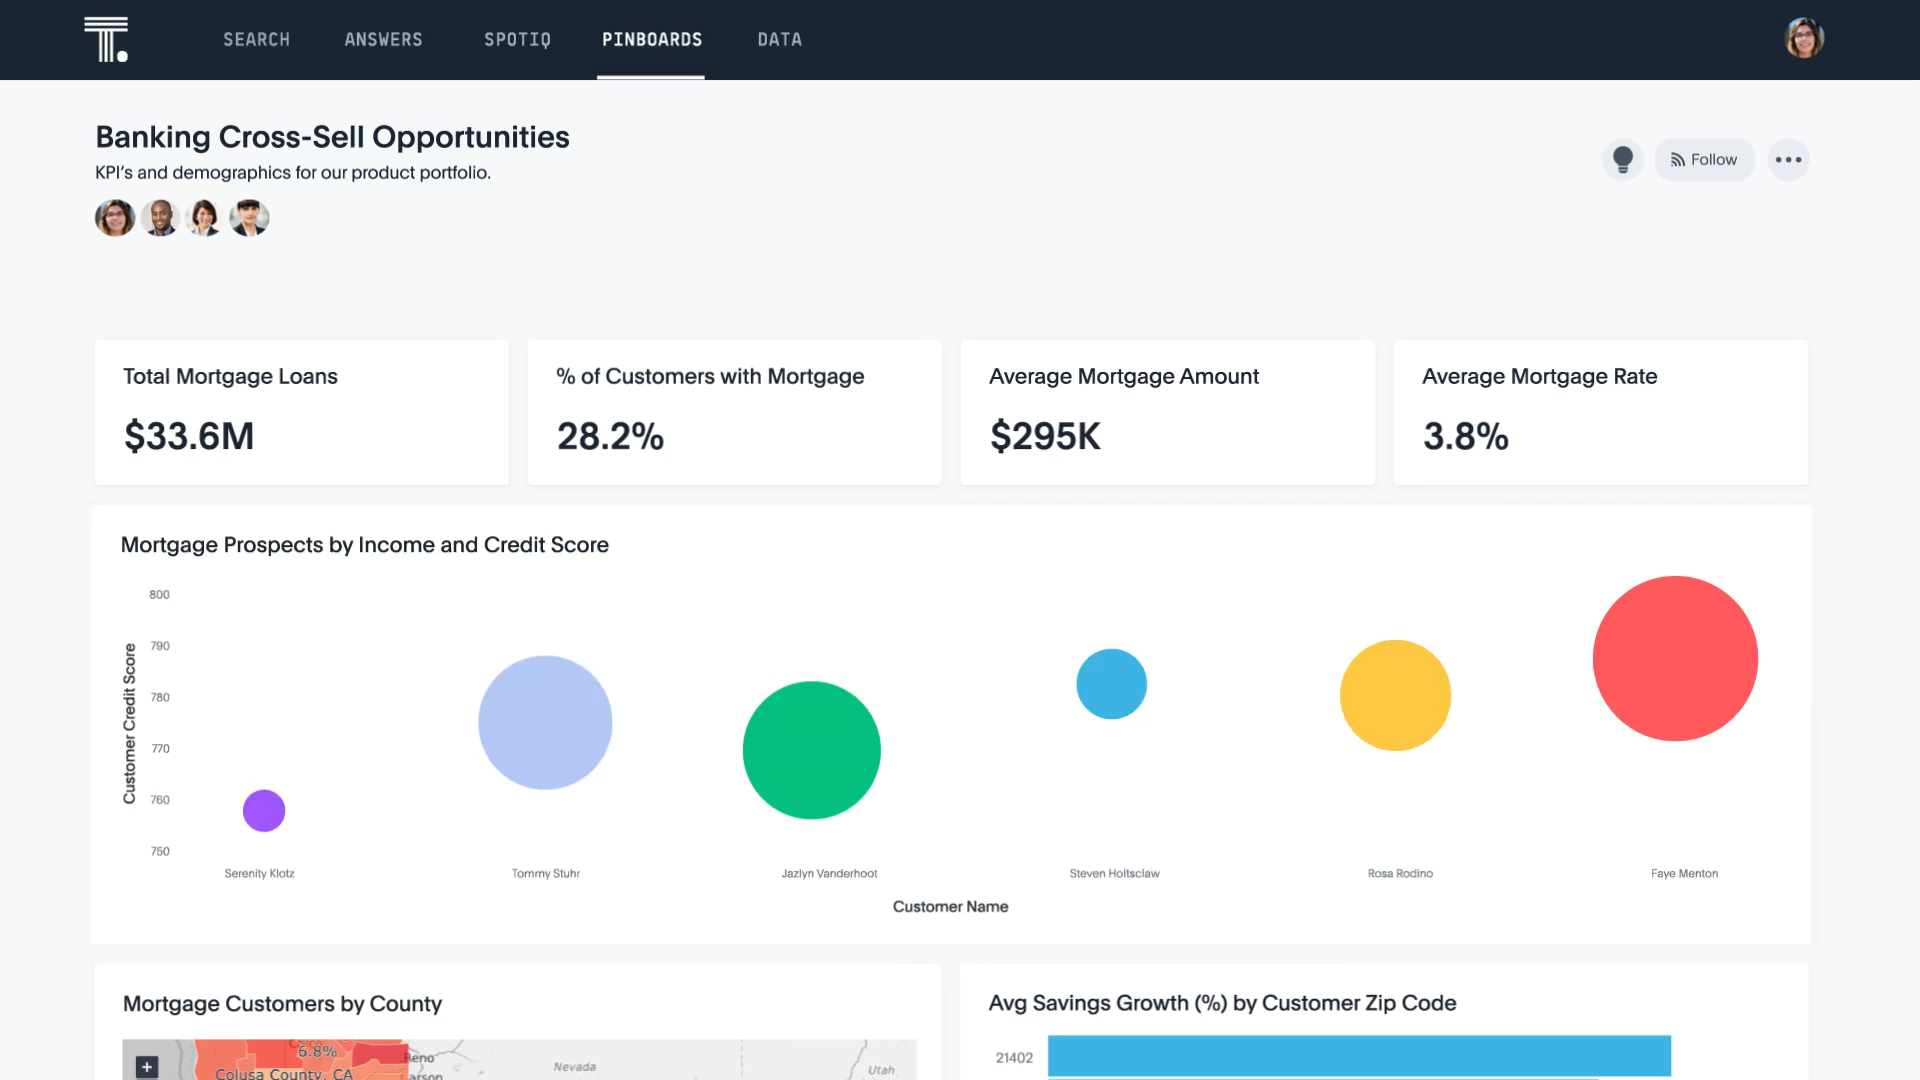 T.
SEARCH ANSWERS SPOTIQ PINBOARDS DATA
Banking Cross-Sell Opportunities
KPI's and demographics for our product portfolio.
Follow
Total Mortgage Loans
$33.6M
% of Customers with Mortgage
28.2%
Average Mortgage Amount
$295K
Average Mortgage Rate
3.8%
Mortgage Prospects by Income and Credit Score
Customer Credit Score
800
790
780
770
760
750
Serenity Klotz Tommy Stuhr Jazlyn Vanderhoot Steven Holtsclaw Rosa Rodino Faye Menton
Customer Name
Mortgage Customers by County
+
6.8%
Reno
Colusa County, CA
Nevada
Utah
Avg Savings Growth (%) by Customer Zip Code
21402